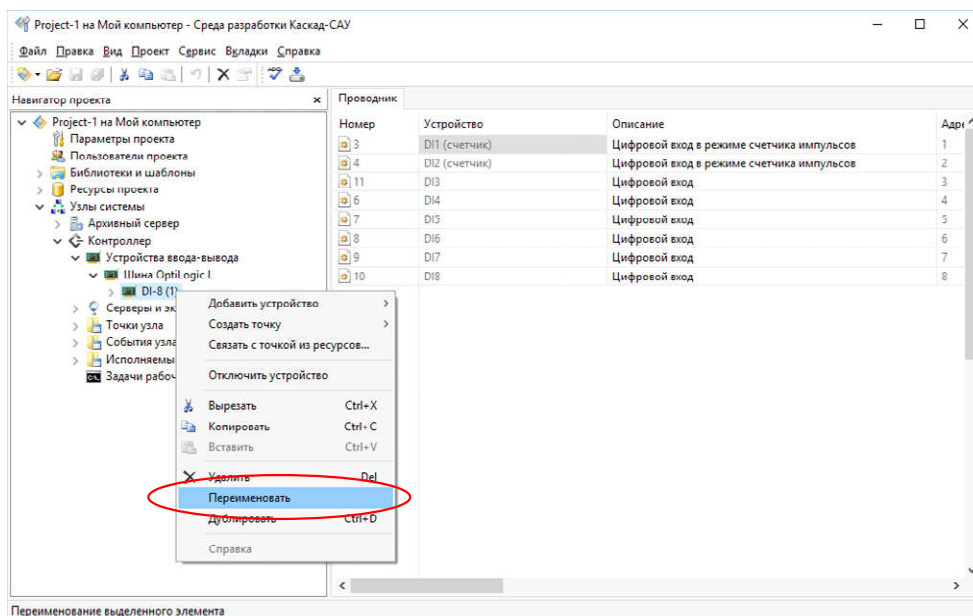 Project-1 на Мой компьютер - Среда разработки Каскад-САУ
Файл Правка Вид Проект Сервис Вкладки Справка
Навигатор проекта
Project-1 на Мой компьютер
Параметры проекта
Пользователи проекта
Библиотеки и шаблоны
Ресурсы проекта
Узлы системы
Архивный сервер
Контроллер
Устройства ввода-вывода
Шина OptiLogic L
DI-8 (1)
Серверы и эк
Точки узла
События узла
Исполняемы
Задачи рабоч
Добавить устройство
Создать точку
Связать с точкой из ресурсов...
Отключить устройство
Вырезать Ctrl+X
Копировать Ctrl+C
Вставить Ctrl+V
Удалить Del
Переименовать
Дублировать Ctrl+D
Справка
Проводник
Номер Устройство Описание Адре
3 DI1 (счетчик) Цифровой вход в режиме счетчика импульсов 1
4 DI2 (счетчик) Цифровой вход в режиме счетчика импульсов 2
11 DI3 Цифровой вход 3
6 DI4 Цифровой вход 4
7 DI5 Цифровой вход 5
8 DI6 Цифровой вход 6
9 DI7 Цифровой вход 7
10 DI8 Цифровой вход 8
Переименование выделенного элемента